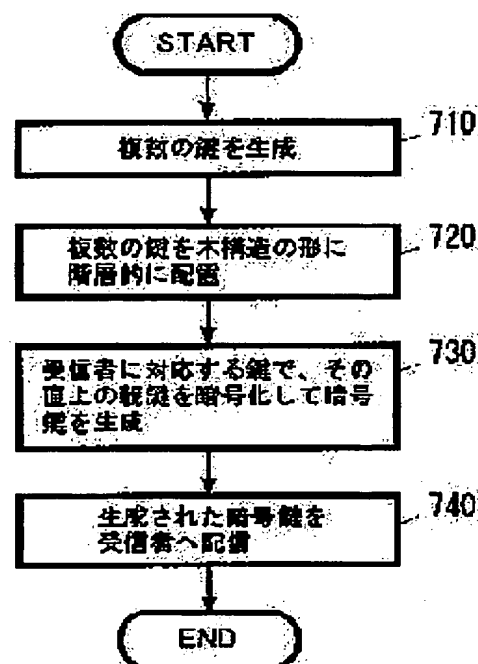 START
複数の鍵を生成
710
複数の鍵を木構造の形に
階層的に配置
720
受信者に対応する鍵で、その
直上の親鍵を暗号化して暗号
鍵を生成
730
生成された暗号鍵を
受信者へ配信
740
END